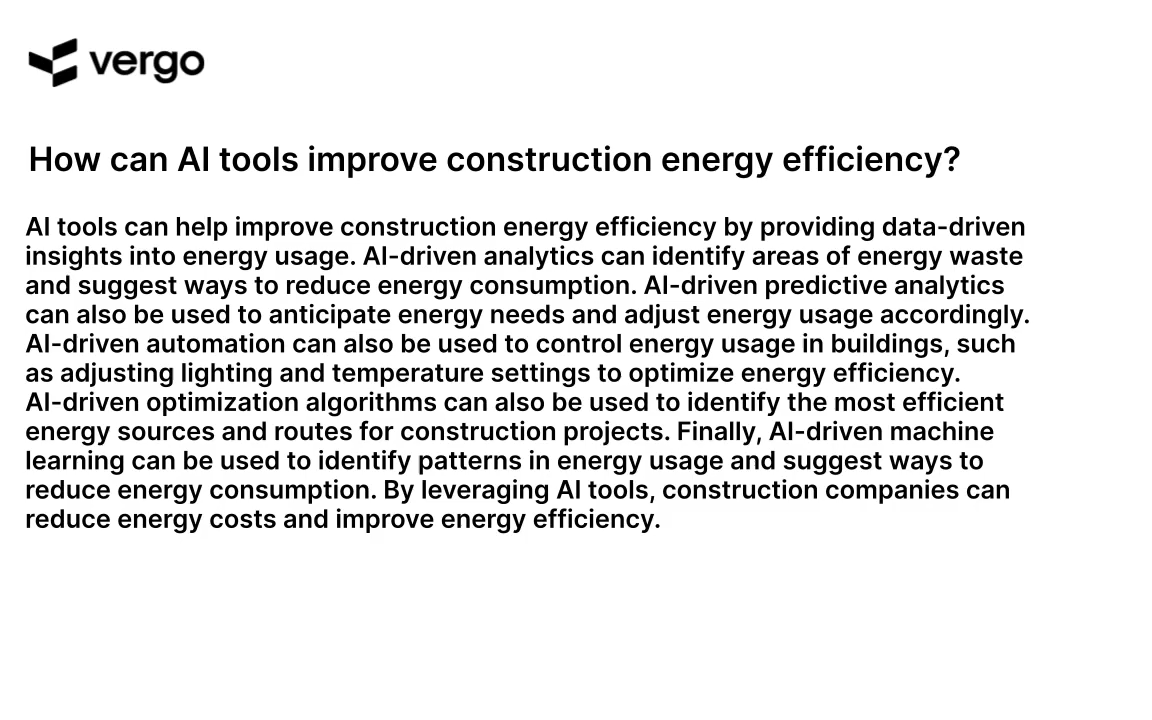 vergo
How can AI tools improve construction energy efficiency?
AI tools can help improve construction energy efficiency by providing data-driven
insights into energy usage. AI-driven analytics can identify areas of energy waste
and suggest ways to reduce energy consumption. AI-driven predictive analytics
can also be used to anticipate energy needs and adjust energy usage accordingly.
AI-driven automation can also be used to control energy usage in buildings, such
as adjusting lighting and temperature settings to optimize energy efficiency.
AI-driven optimization algorithms can also be used to identify the most efficient
energy sources and routes for construction projects. Finally, AI-driven machine
learning can be used to identify patterns in energy usage and suggest ways to
reduce energy consumption. By leveraging AI tools, construction companies can
reduce energy costs and improve energy efficiency.